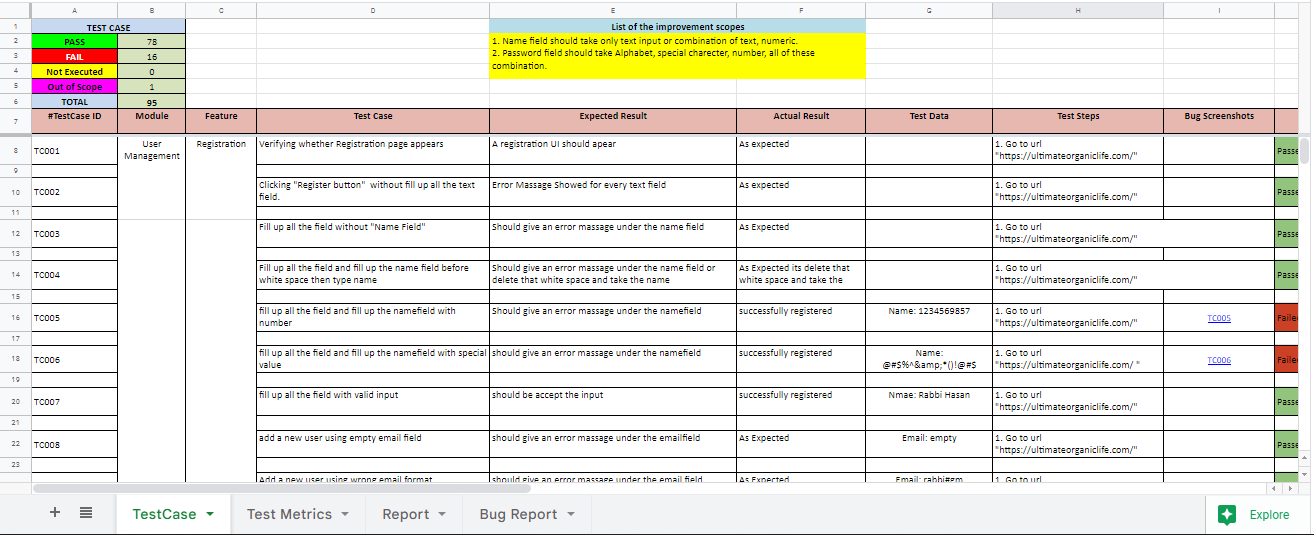 A B C D E F G H I
1 TEST CASE List of the improvement scopes
2 PASS 78 1. Name field should take only text input or combination of text, numeric.
3 FAIL 16 2. Password field should take Alphabet, special charecter, number, all of these
4 Not Executed 0 combination.
5 Out of Scope 1
6 TOTAL 95
7 #TestCase ID Module Feature Test Case Expected Result Actual Result Test Data Test Steps Bug Screenshots
8 TC001 User Registration Verifying whether Registration page appears A registration UI should apear As expected 1. Go to url Passe
Management "https://ultimateorganiclife.com/"
9
10 TC002 Clicking "Register button" without fill up all the text Error Massage Showed for every text field As expected 1. Go to url Passe
field. "https://ultimateorganiclife.com/"
11
12 TC003 Fill up all the field without "Name Field" Should give an error massage under the name field As Expected 1. Go to url Passe
"https://ultimateorganiclife.com/"
13
14 TC004 Fill up all the field and fill up the name field before Should give an error massage under the name field or As Expected its delete that 1. Go to url Passe
white space then type name delete that white space and take the name white space and take the "https://ultimateorganiclife.com/"
15
16 TC005 fill up all the field and fill up the namefield with Should give an error massage under the namefield successfully registered Name: 1234569857 1. Go to url TC005 Faile
number "https://ultimateorganiclife.com/"
17
18 TC006 fill up all the field and fill up the namefield with special should give an error massage under the namefield successfully registered Name: 1. Go to url TC006 Faile
value @#$%^&amp;*()!@#$ "https://ultimateorganiclife.com/ "
19
20 TC007 fill up all the field with valid input should be accept the input successfully registered Nmae: Rabbi Hasan 1. Go to url Passe
"https://ultimateorganiclife.com/"
21
22 TC008 add a new user using empty email field should give an error massage under the emailfield As Expected Email: empty 1. Go to url Passe
"https://ultimateorganiclife.com/"
23
Add a new user using wrong email format should give an error massage under the email field As Expected Email: rabbi#gm 1. Go to url
TestCase Test Metrics Report Bug Report Explore